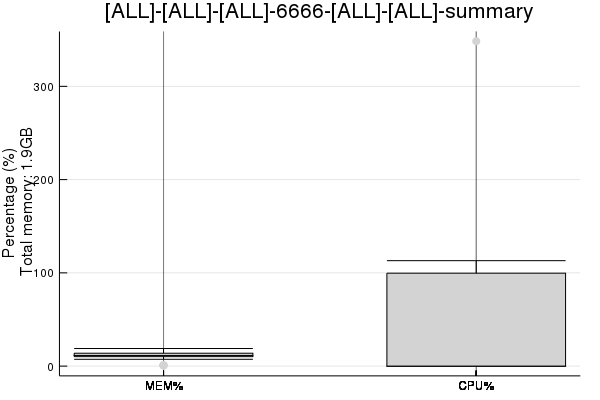 [ALL]-[ALL]-[ALL]-6666-[ALL]-[ALL]-summary
Percentage (%)
Total memory: 1.9GB
300
200
100
0
MEM%
CPU%